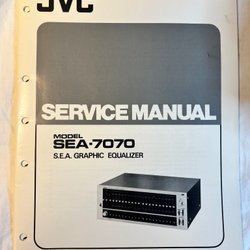 JVC
SERVICE MANUAL
MODEL
SEA-7070
S.E.A. GRAPHIC EQUALIZER